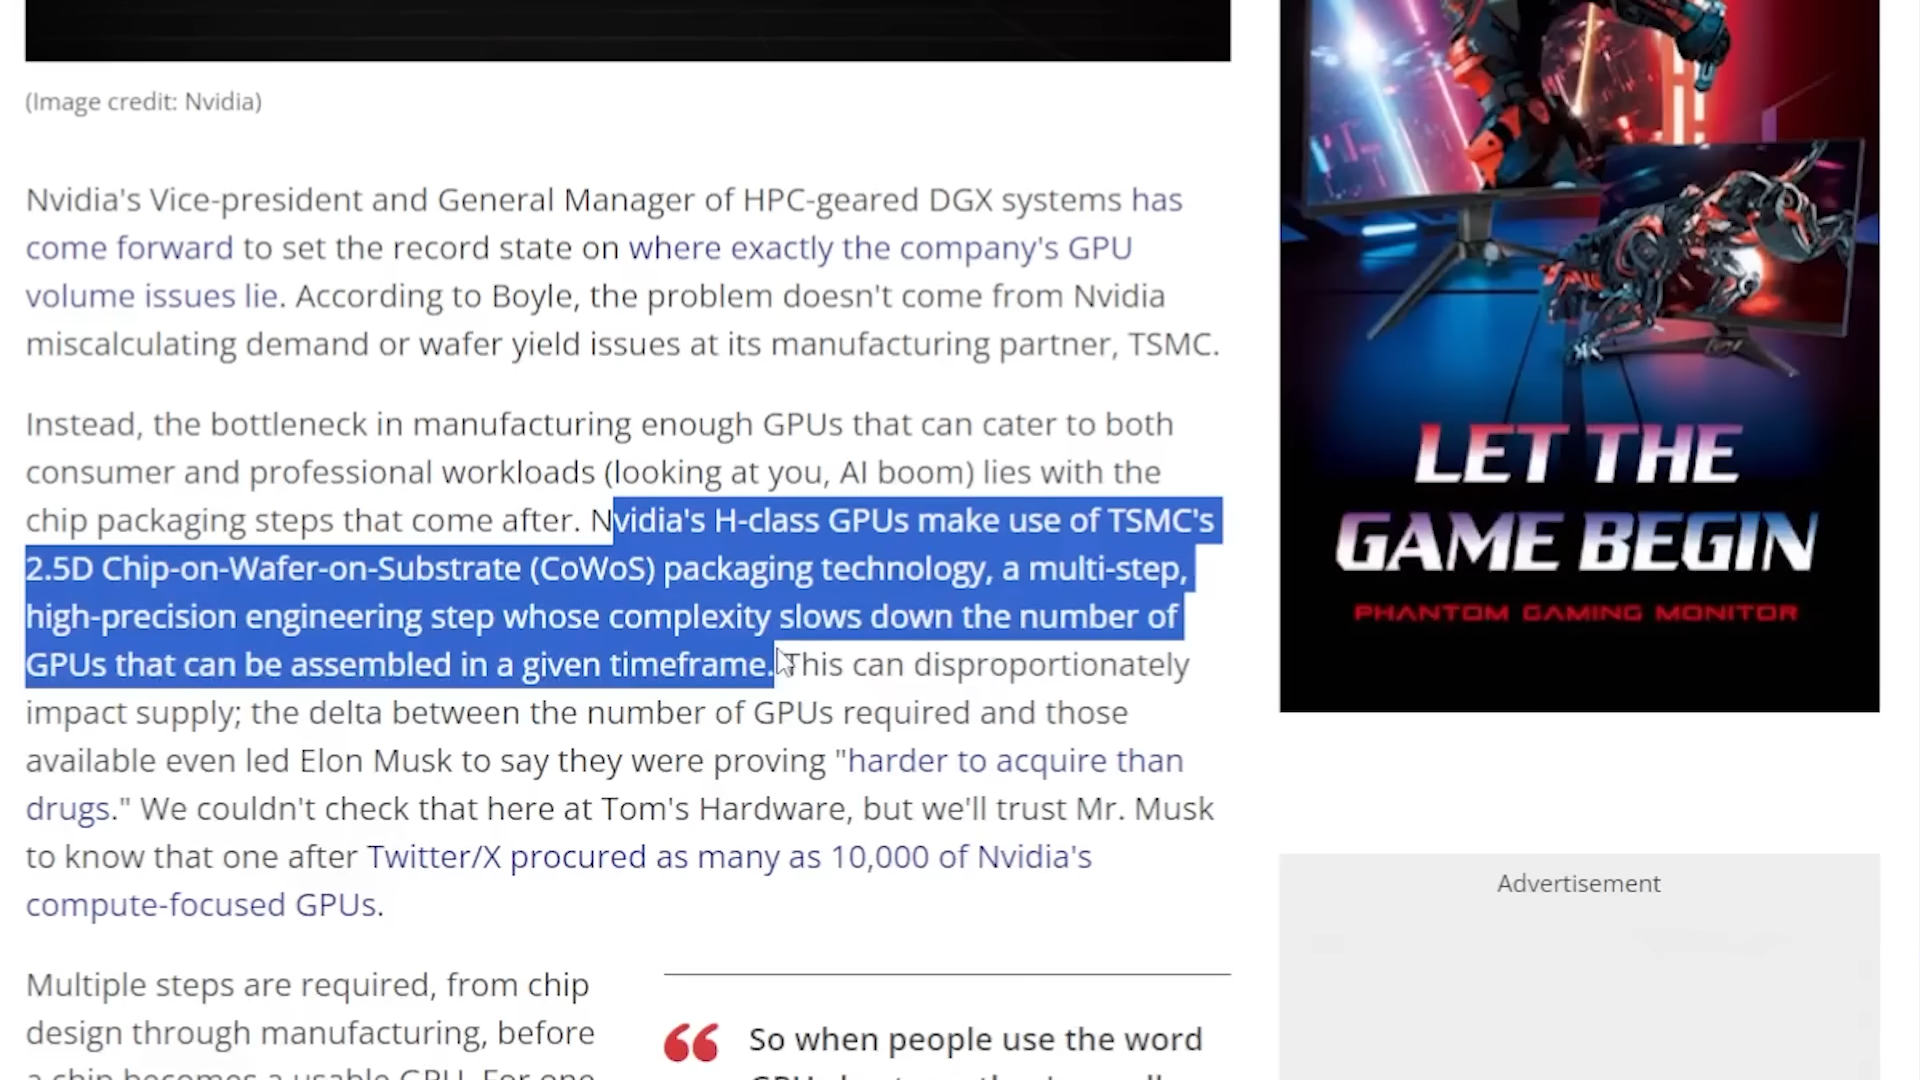 (Image credit: Nvidia)
Nvidia's Vice-president and General Manager of HPC-geared DGX systems has
come forward to set the record state on where exactly the company's GPU
volume issues lie. According to Boyle, the problem doesn't come from Nvidia
miscalculating demand or wafer yield issues at its manufacturing partner, TSMC.
Instead, the bottleneck in manufacturing enough GPUs that can cater to both
consumer and professional workloads (looking at you, AI boom) lies with the
chip packaging steps that come after. Nvidia's H-class GPUs make use of TSMC's
2.5D Chip-on-Wafer-on-Substrate (CoWoS) packaging technology, a multi-step,
high-precision engineering step whose complexity slows down the number of
GPUs that can be assembled in a given timeframe. This can disproportionately
impact supply; the delta between the number of GPUs required and those
available even led Elon Musk to say they were proving "harder to acquire than
drugs." We couldn't check that here at Tom's Hardware, but we'll trust Mr. Musk
to know that one after Twitter/X procured as many as 10,000 of Nvidia's
compute-focused GPUs.
Multiple steps are required, from chip
design through manufacturing, before
a chip becomes a usable GPU. For one
So when people use the word
LET THE
GAME BEGIN
PHANTOM GAMING MONITOR
Advertisement